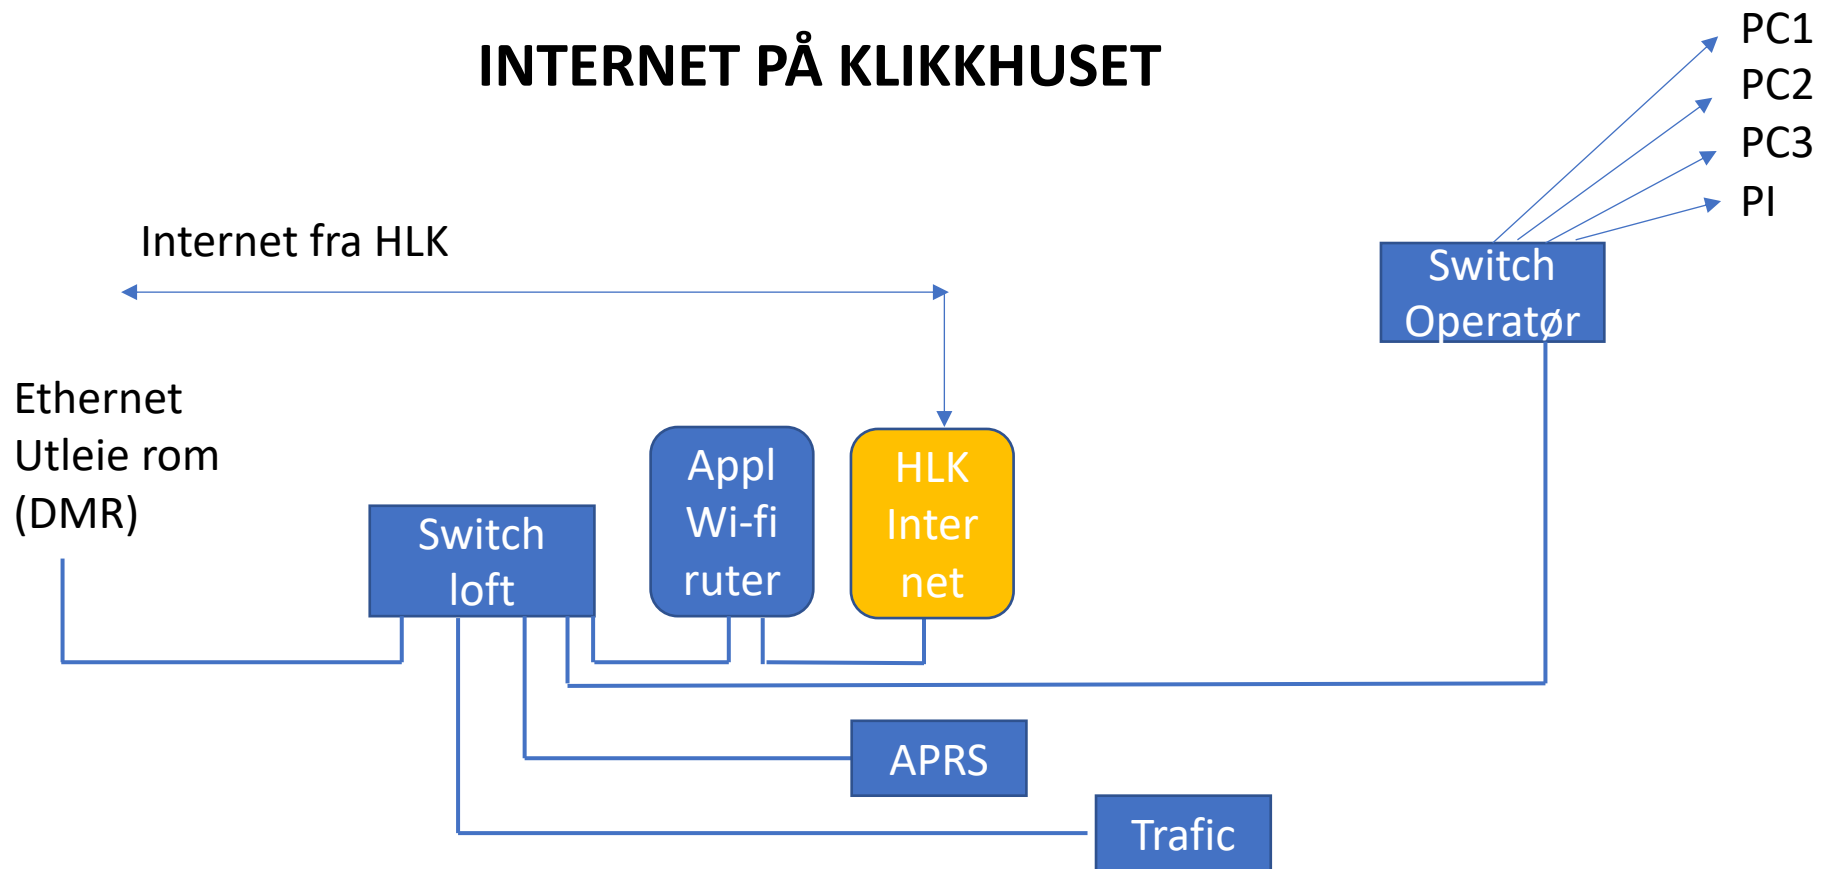 INTERNET PÅ KLIKKHUSET
PC1
PC2
PC3
PI
Internet fra HLK
Switch
Operatør
Ethernet
Utleie rom
(DMR)
Switch
loft
Appl
Wi-fi
ruter
HLK
Inter
net
APRS
Trafic